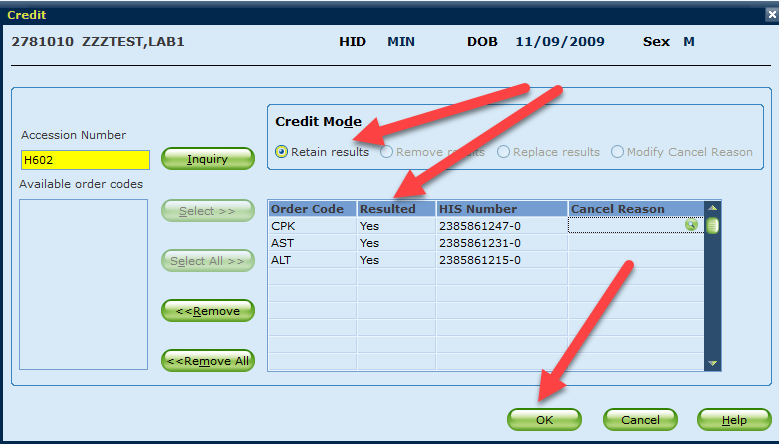 Credit
2781010 ZZZTEST,LAB1 HID MIN DOB 11/09/2009 Sex M
Credit Mode
Retain results Remove results Replace results Modify Cancel Reason
Accession Number
H602 Inquiry
Available order codes
Select >>
Select All >>
<<Remove
<<Remove All
Order Code Resulted HIS Number Cancel Reason
CPK Yes 2385861247-0
AST Yes 2385861231-0
ALT Yes 2385861215-0
OK Cancel Help